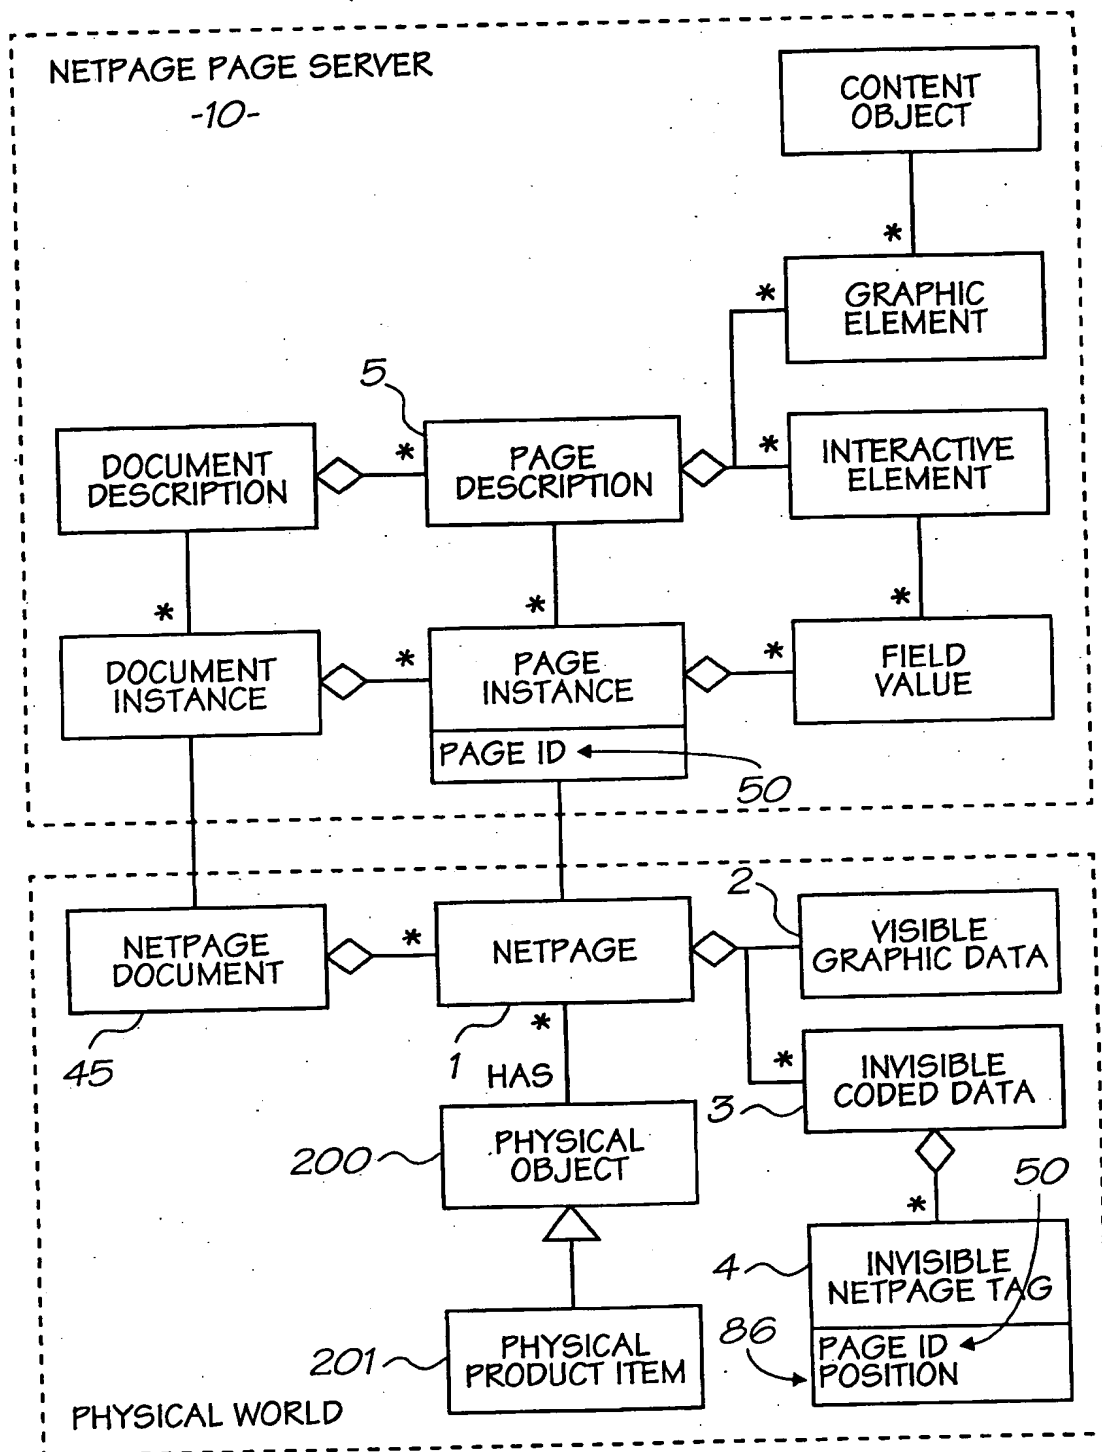 NETPAGE PAGE SERVER
-10-
CONTENT
OBJECT
*
*
GRAPHIC
ELEMENT
5
DOCUMENT
DESCRIPTION
*
PAGE
DESCRIPTION
*
INTERACTIVE
ELEMENT
*
*
*
DOCUMENT
INSTANCE
*
PAGE
INSTANCE
*
FIELD
VALUE
PAGE ID
50
2
NETPAGE
DOCUMENT
*
NETPAGE
VISIBLE
GRAPHIC DATA
45
1
*
HAS
*
INVISIBLE
CODED DATA
3
200
PHYSICAL
OBJECT
50
*
4
INVISIBLE
NETPAGE TAG
86
PAGE ID
POSITION
201
PHYSICAL
PRODUCT ITEM
PHYSICAL WORLD